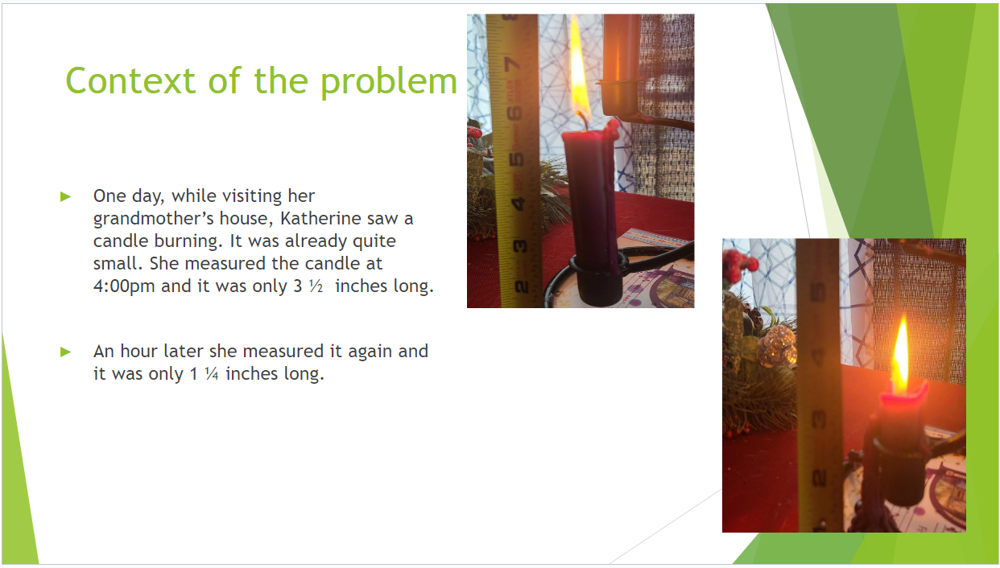 Context of the problem
One day, while visiting her
grandmother’s house, Katherine saw a
candle burning. It was already quite
small. She measured the candle at
4:00pm and it was only 3 ½ inches long.
An hour later she measured it again and
it was only 1 ¼ inches long.
8
7
6
5
4
3
2
5
4
3
2